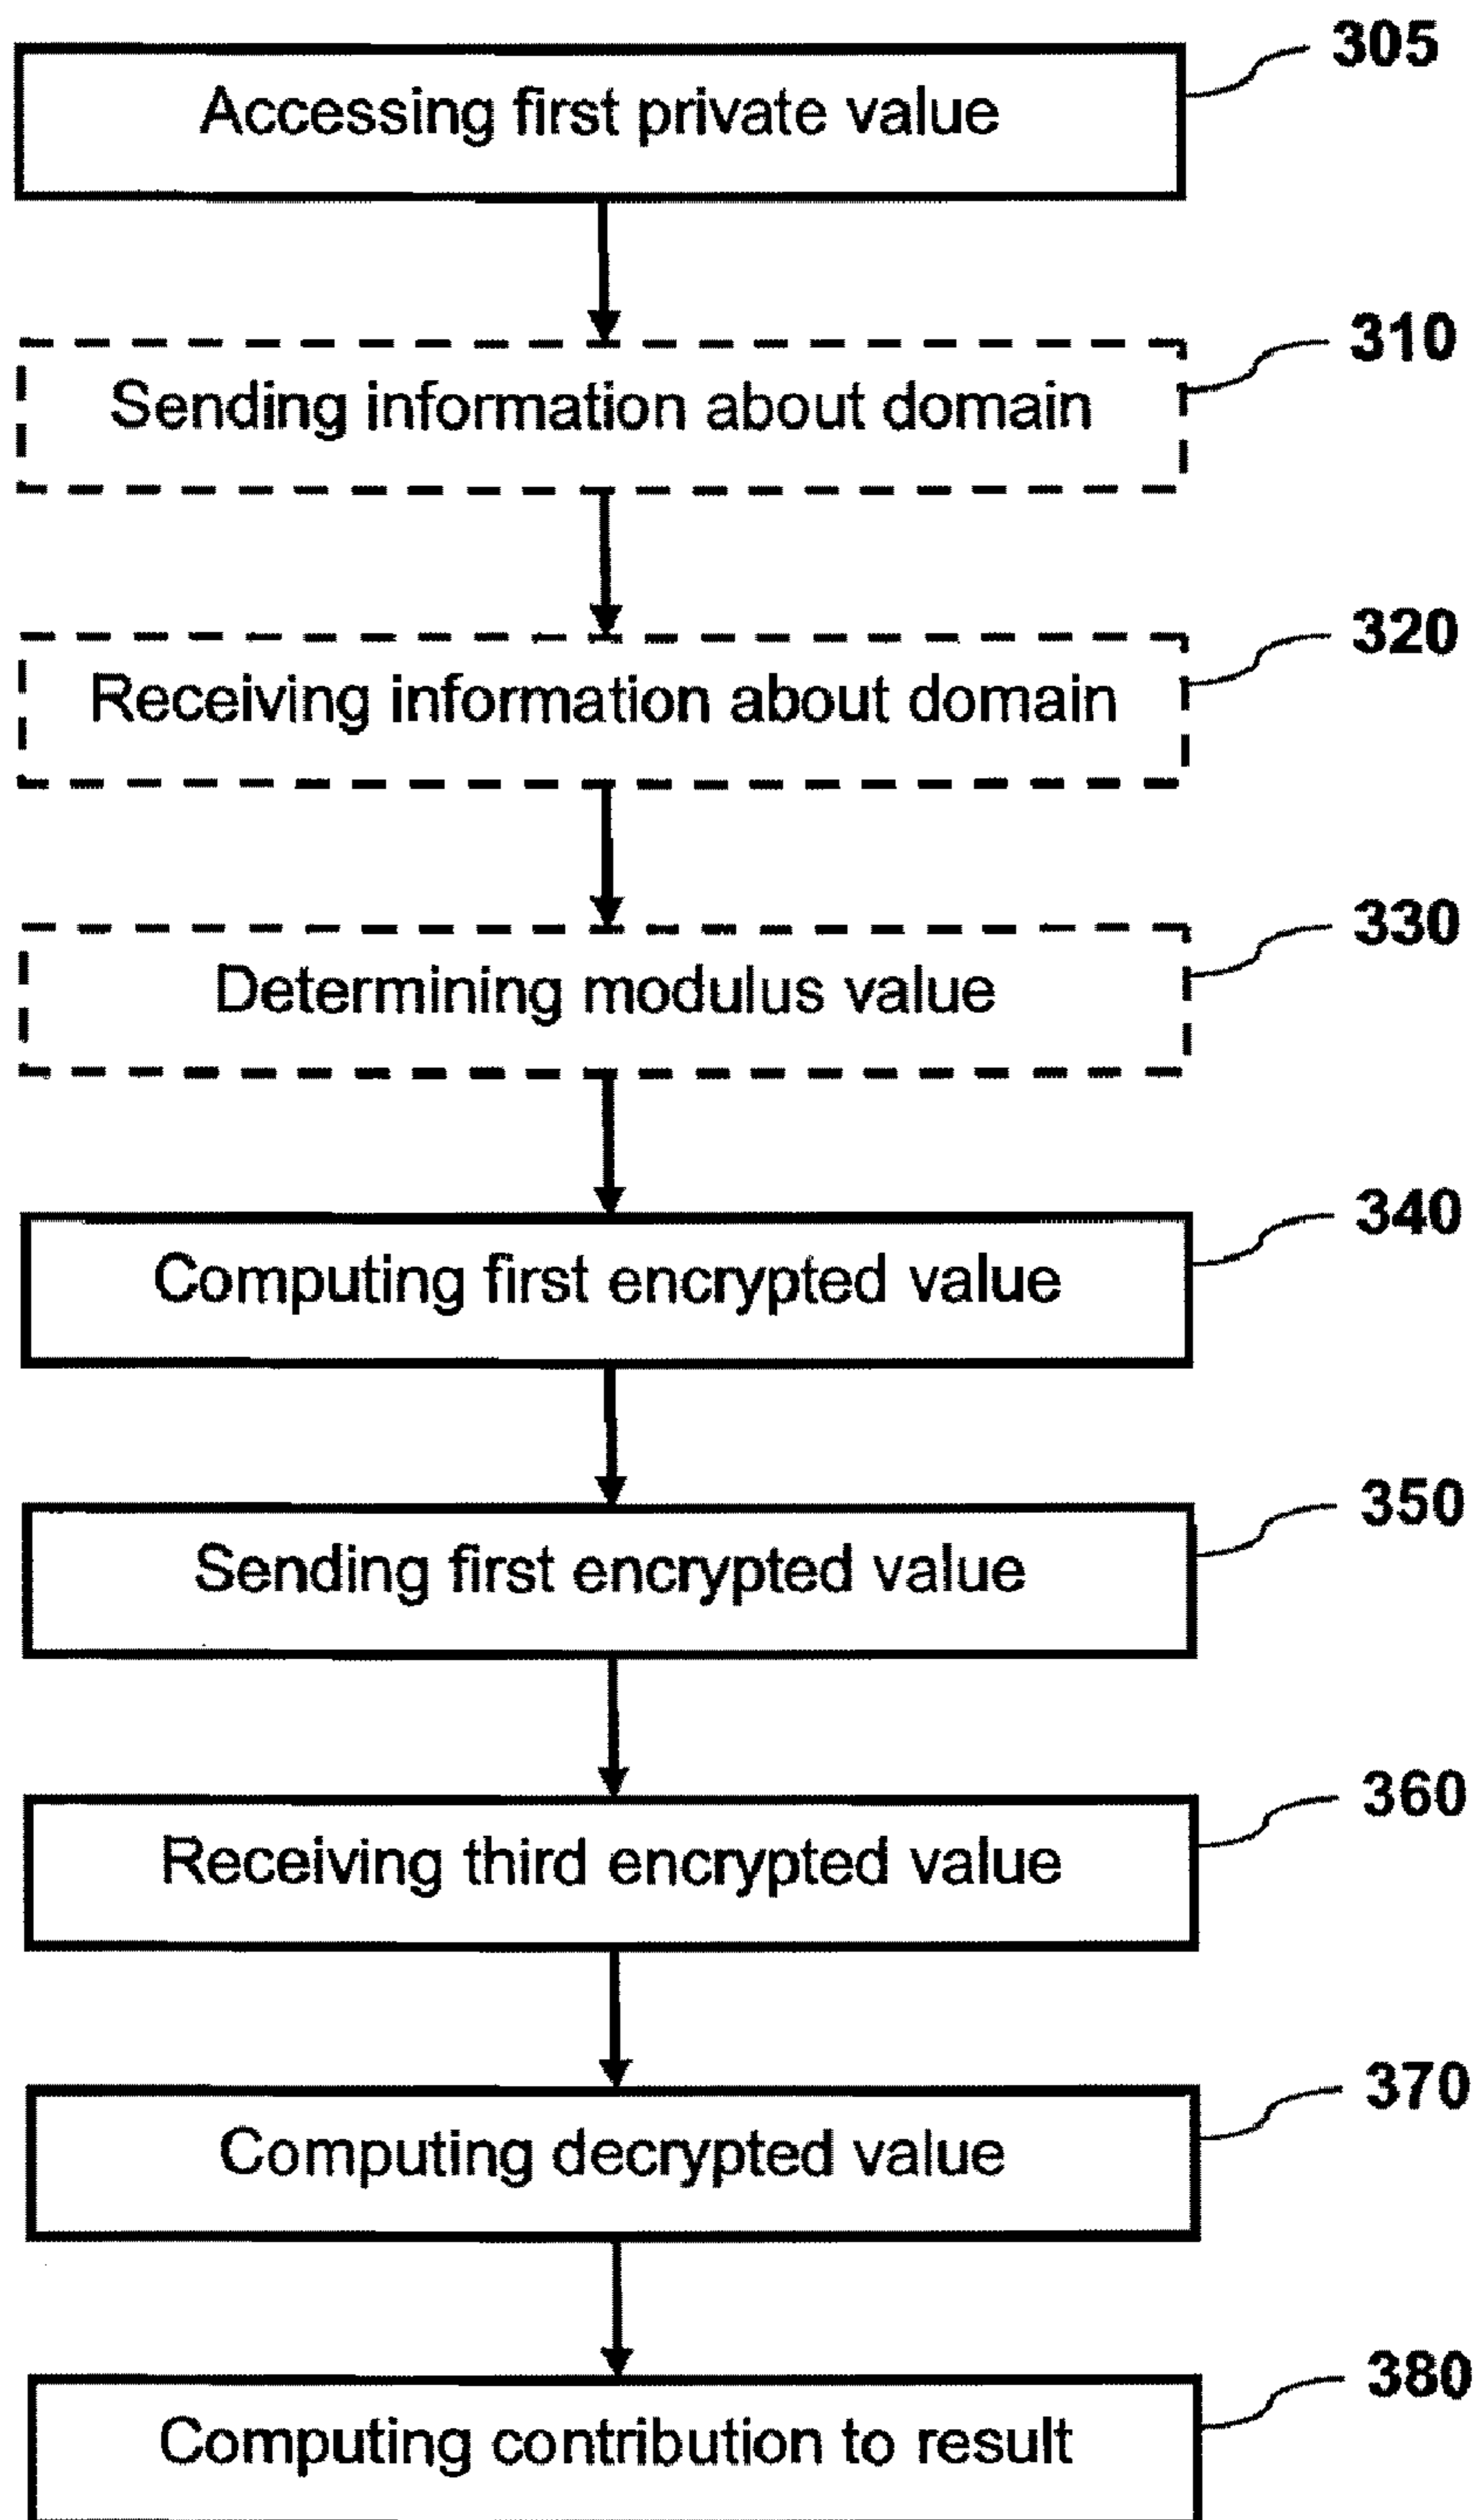 305
Accessing first private value
310
Sending information about domain
320
Receiving information about domain
330
Determining modulus value
340
Computing first encrypted value
350
Sending first encrypted value
360
Receiving third encrypted value
370
Computing decrypted value
380
Computing contribution to result